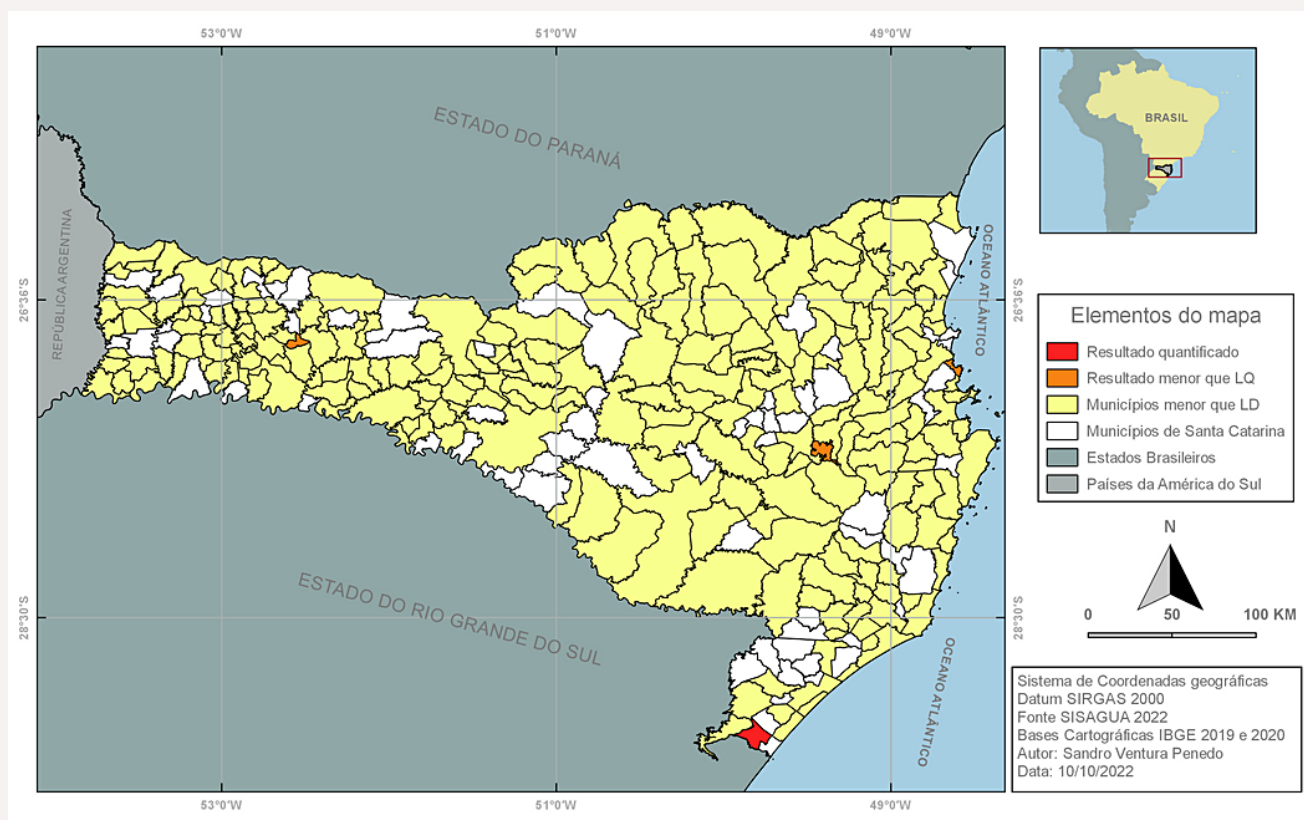 53°0'W 51°0'W 49°0'W
ESTADO DO PARANÁ
REPÚBLICA ARGENTINA
OCEANO ATLÂNTICO
26°36'S
26°36'S
28°30'S
28°30'S
ESTADO DO RIO GRANDE DO SUL
OCEANO ATLÂNTICO
53°0'W 51°0'W 49°0'W
BRASIL
Elementos do mapa
Resultado quantificado
Resultado menor que LQ
Municípios menor que LD
Municípios de Santa Catarina
Estados Brasileiros
Países da América do Sul
N
0 50 100 KM
Sistema de Coordenadas geográficas
Datum SIRGAS 2000
Fonte SISAGUA 2022
Bases Cartográficas IBGE 2019 e 2020
Autor: Sandro Ventura Penedo
Data: 10/10/2022